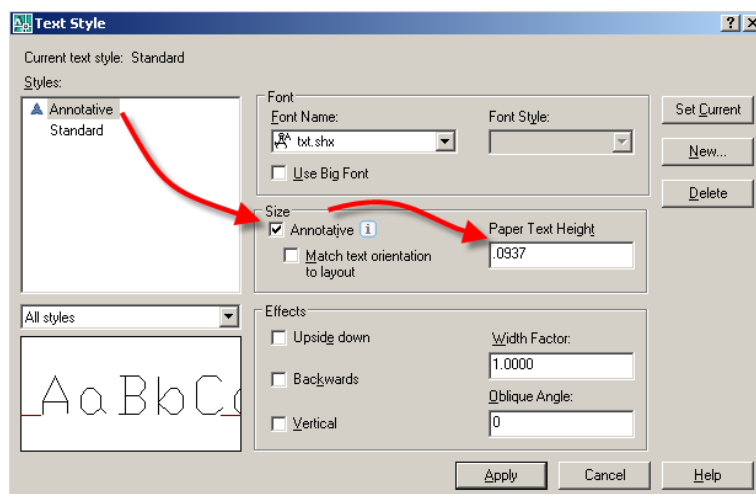 Text Style
Current text style: Standard
Styles:
Annotative
Standard
All styles
AaBbCc
Font
Font Name:
txt.shx
Use Big Font
Font Style:
Size
Annotative
Match text orientation
to layout
Paper Text Height
.0937
Effects
Upside down
Backwards
Vertical
Width Factor:
1.0000
Oblique Angle:
0
Set Current
New...
Delete
Apply
Cancel
Help